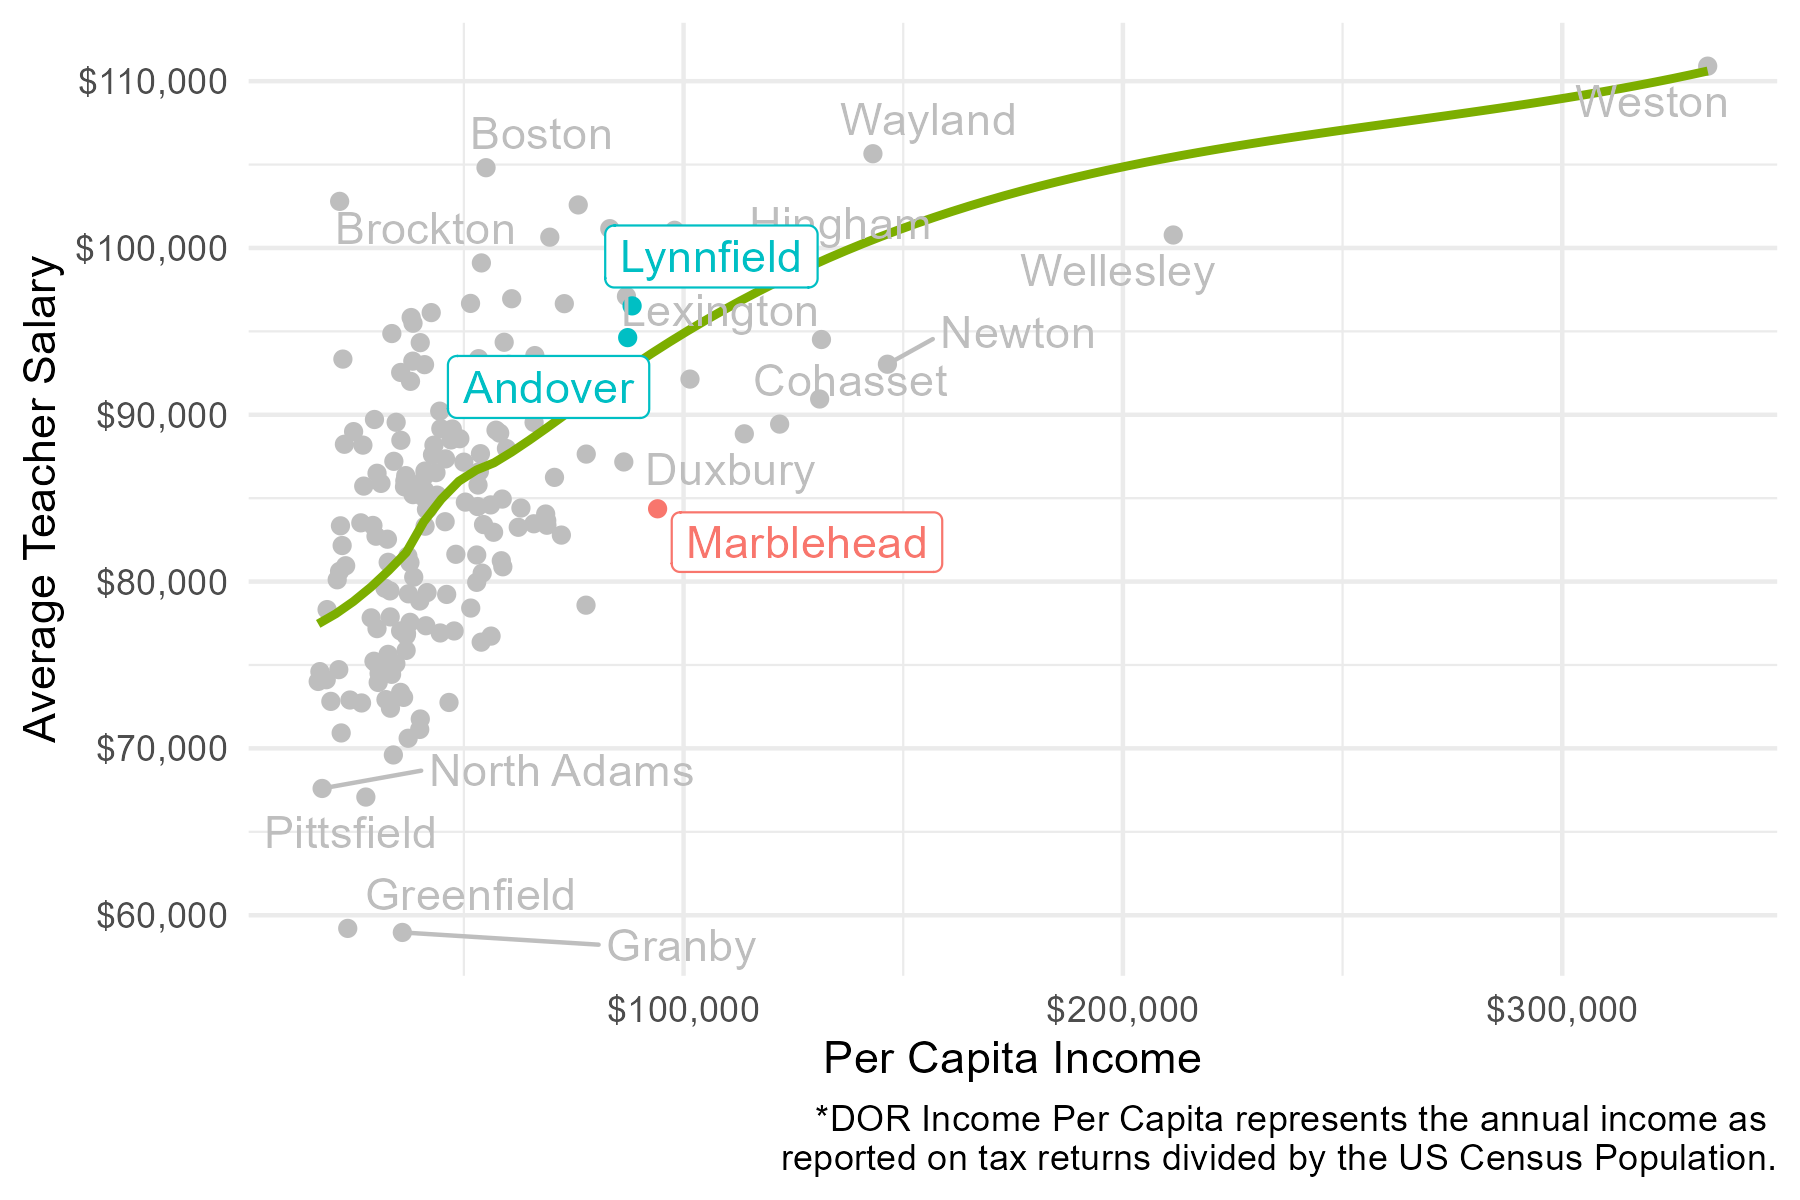 $110,000
$100,000
$90,000
$80,000
$70,000
$60,000
Average Teacher Salary
Weston
Wayland
Boston
Brockton
Hingham
Lynnfield
Wellesley
Lexington
Newton
Andover
Cohasset
Duxbury
Marblehead
North Adams
Pittsfield
Greenfield
Granby
$100,000
$200,000
$300,000
Per Capita Income
*DOR Income Per Capita represents the annual income as
reported on tax returns divided by the US Census Population.